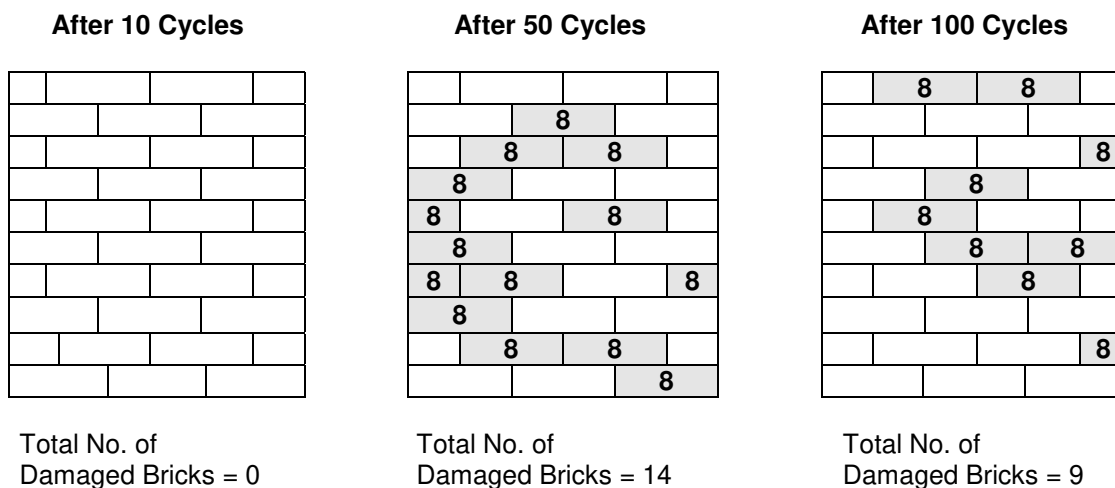 After 10 Cycles
After 50 Cycles
8
8 8
8
8 8
8
8 8 8
8
8 8
8
After 100 Cycles
8 8
8
8
8
8 8
8
8
Total No. of
Damaged Bricks = 0
Total No. of
Damaged Bricks = 14
Total No. of
Damaged Bricks = 9